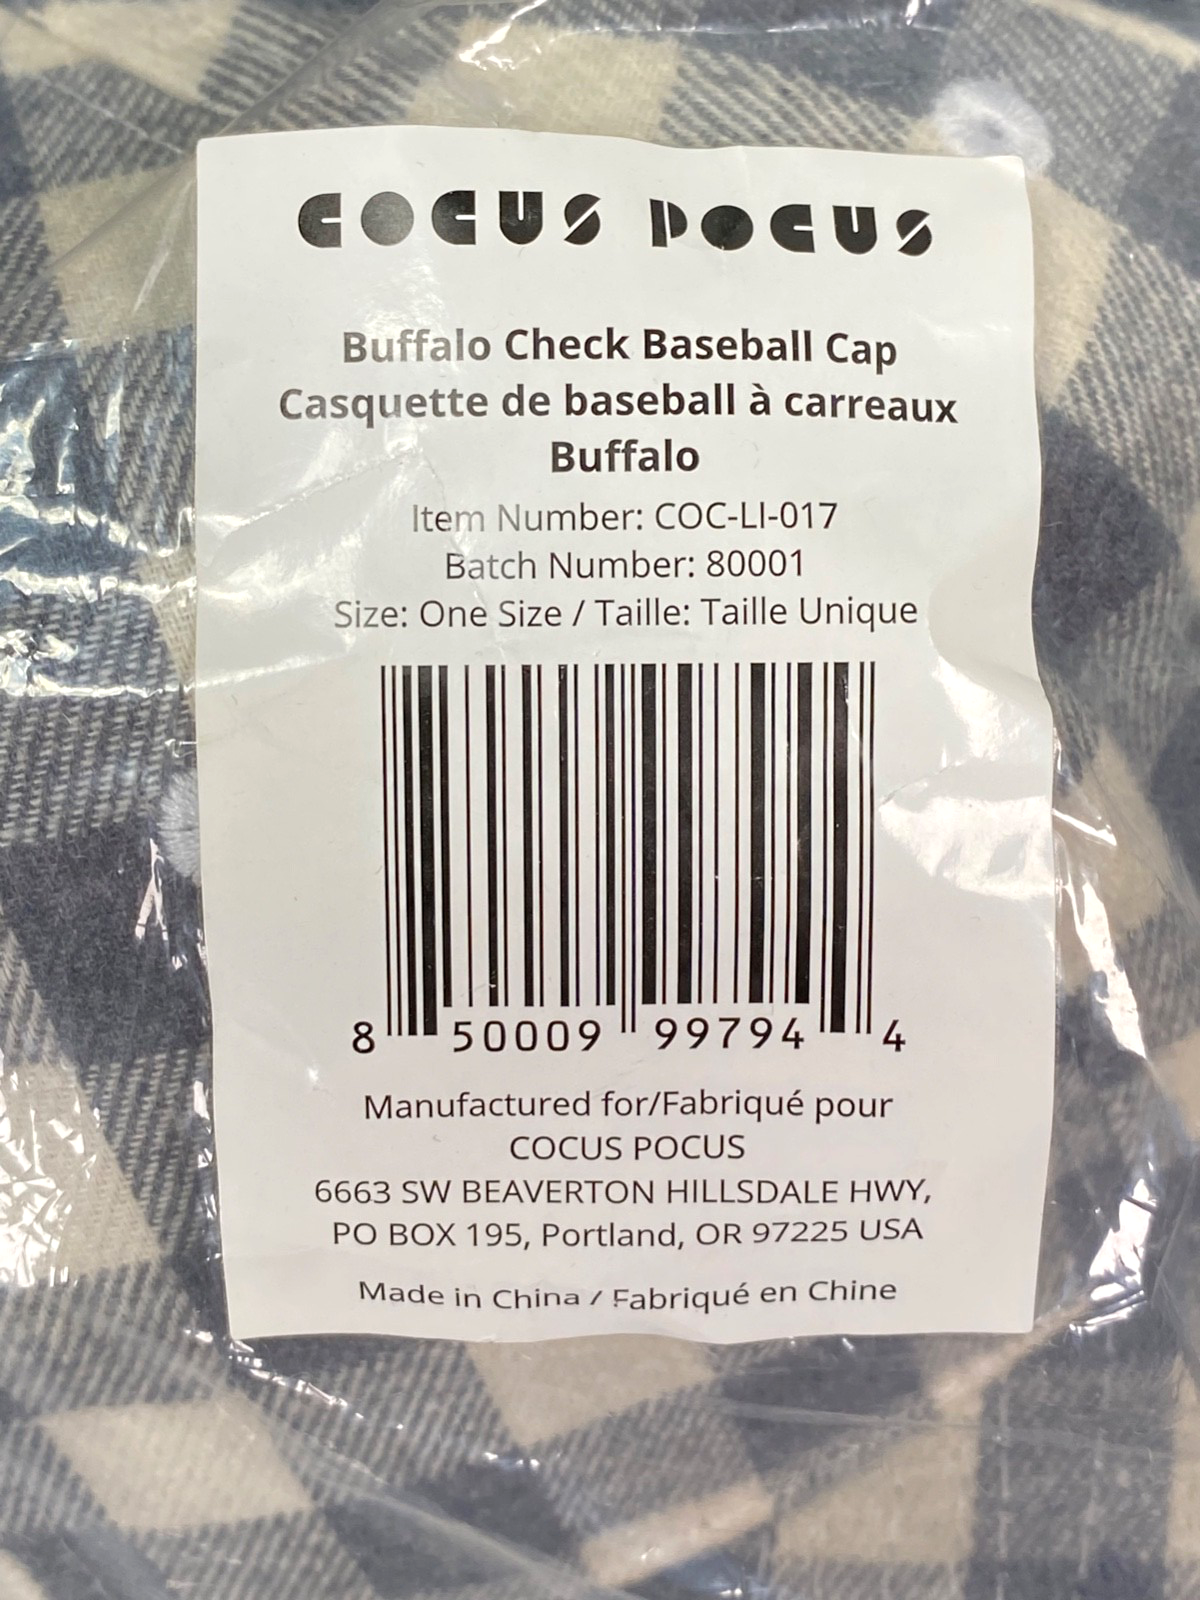 COCUS POCUS
Buffalo Check Baseball Cap
Casquette de baseball à carreaux
Buffalo
Item Number: COC-LI-017
Batch Number: 80001
Size: One Size / Taille: Taille Unique
8 50009 99794 4
Manufactured for/Fabriqué pour
COCUS POCUS
6663 SW BEAVERTON HILLSDALE HWY,
PO BOX 195, Portland, OR 97225 USA
Made in China / Fabriqué en Chine